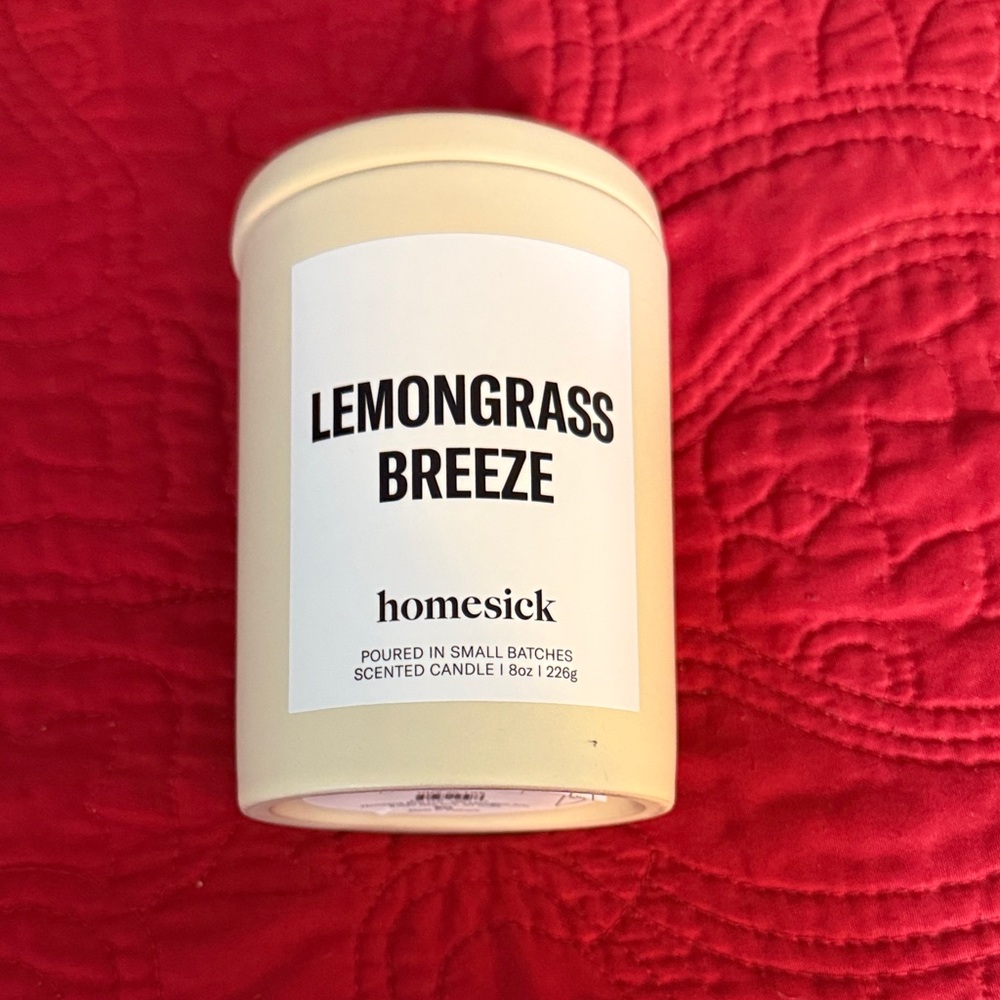 LEMONGRASS
BREEZE
homesick
POURED IN SMALL BATCHES
SCENTED CANDLE | 8oz | 226g